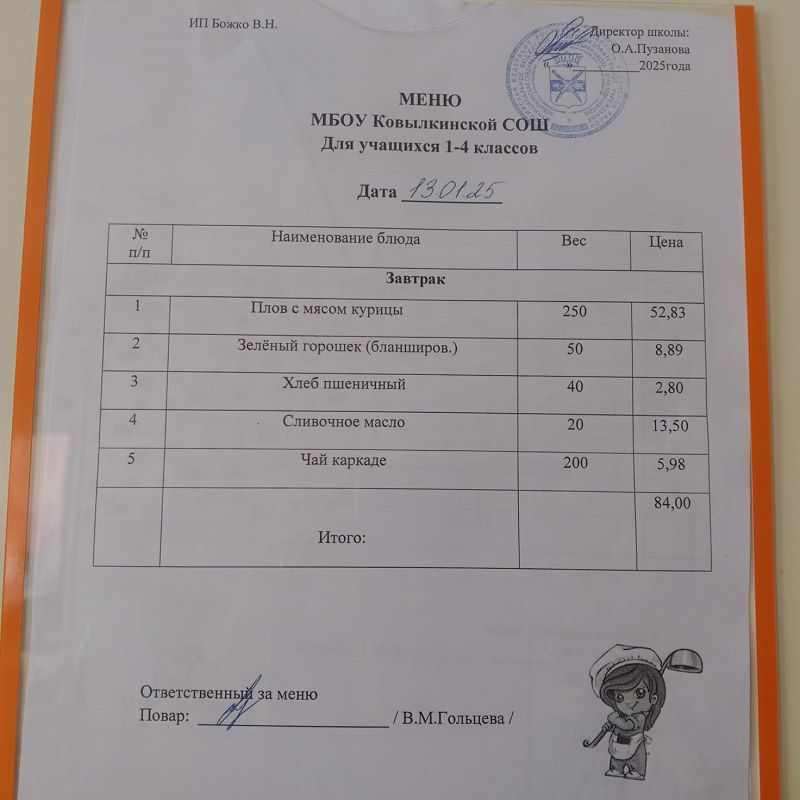 ИП Божко В.Н.
Директор школы:
О.А.Пузанова
«__»__________2025года
МЕНЮ
МБОУ Ковылкинской СОШ
Для учащихся 1-4 классов
Дата 13.01.25
№ п/п Наименование блюда Вес Цена
Завтрак
1 Плов с мясом курицы 250 52,83
2 Зелёный горошек (бланширов.) 50 8,89
3 Хлеб пшеничный 40 2,80
4 Сливочное масло 20 13,50
5 Чай каркаде 200 5,98
84,00
Итого:
Ответственный за меню
Повар: ____________________ / В.М.Гольцева /